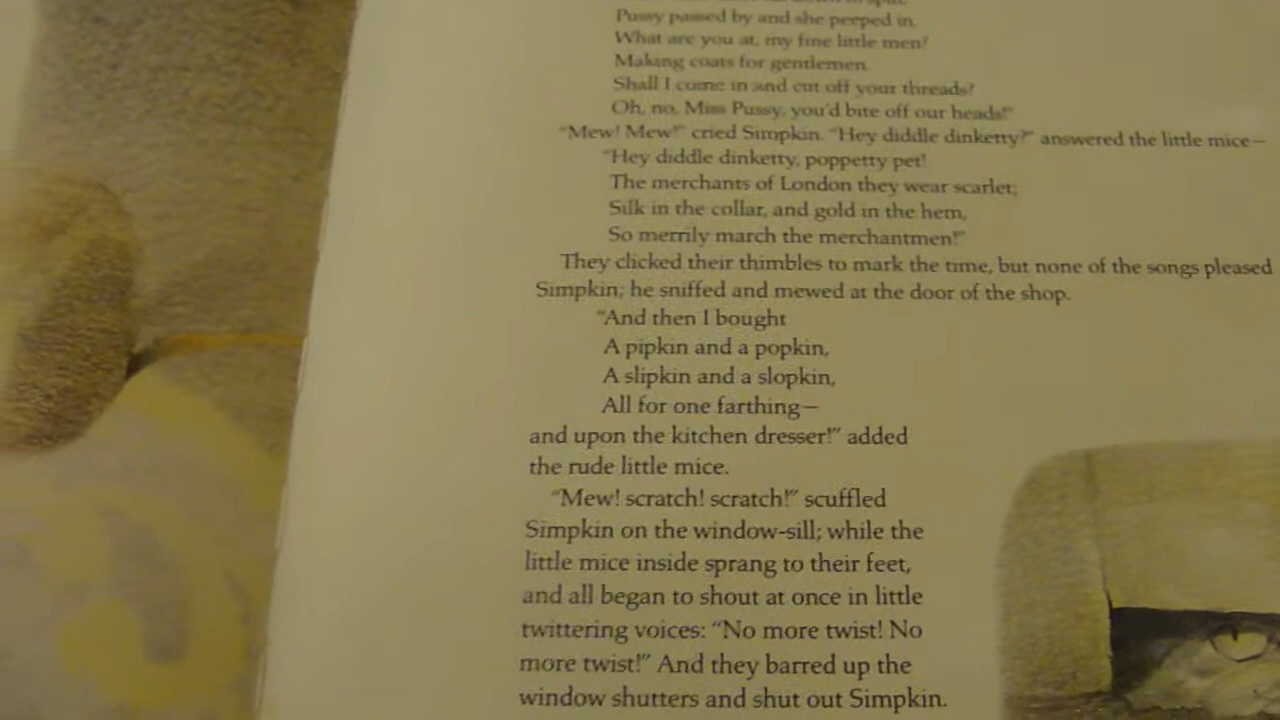 Pussy passed by and she peeped in.
What are you at, my fine little men?
Making coats for gentlemen.
Shall I come in and cut off your threads?
Oh, no, Miss Pussy, you'd bite off our heads!"
"Mew! Mew!" cried Simpkin. "Hey diddle dinketty?" answered the little mice—
"Hey diddle dinketty, poppetty pet!
The merchants of London they wear scarlet;
Silk in the collar, and gold in the hem,
So merrily march the merchantmen!"
They clicked their thimbles to mark the time, but none of the songs pleased
Simpkin; he sniffed and mewed at the door of the shop.
"And then I bought
A pipkin and a popkin,
A slipkin and a slopkin,
All for one farthing—
and upon the kitchen dresser!" added
the rude little mice.
"Mew! scratch! scratch!" scuffled
Simpkin on the window-sill; while the
little mice inside sprang to their feet,
and all began to shout at once in little
twittering voices: "No more twist! No
more twist!" And they barred up the
window shutters and shut out Simpkin.